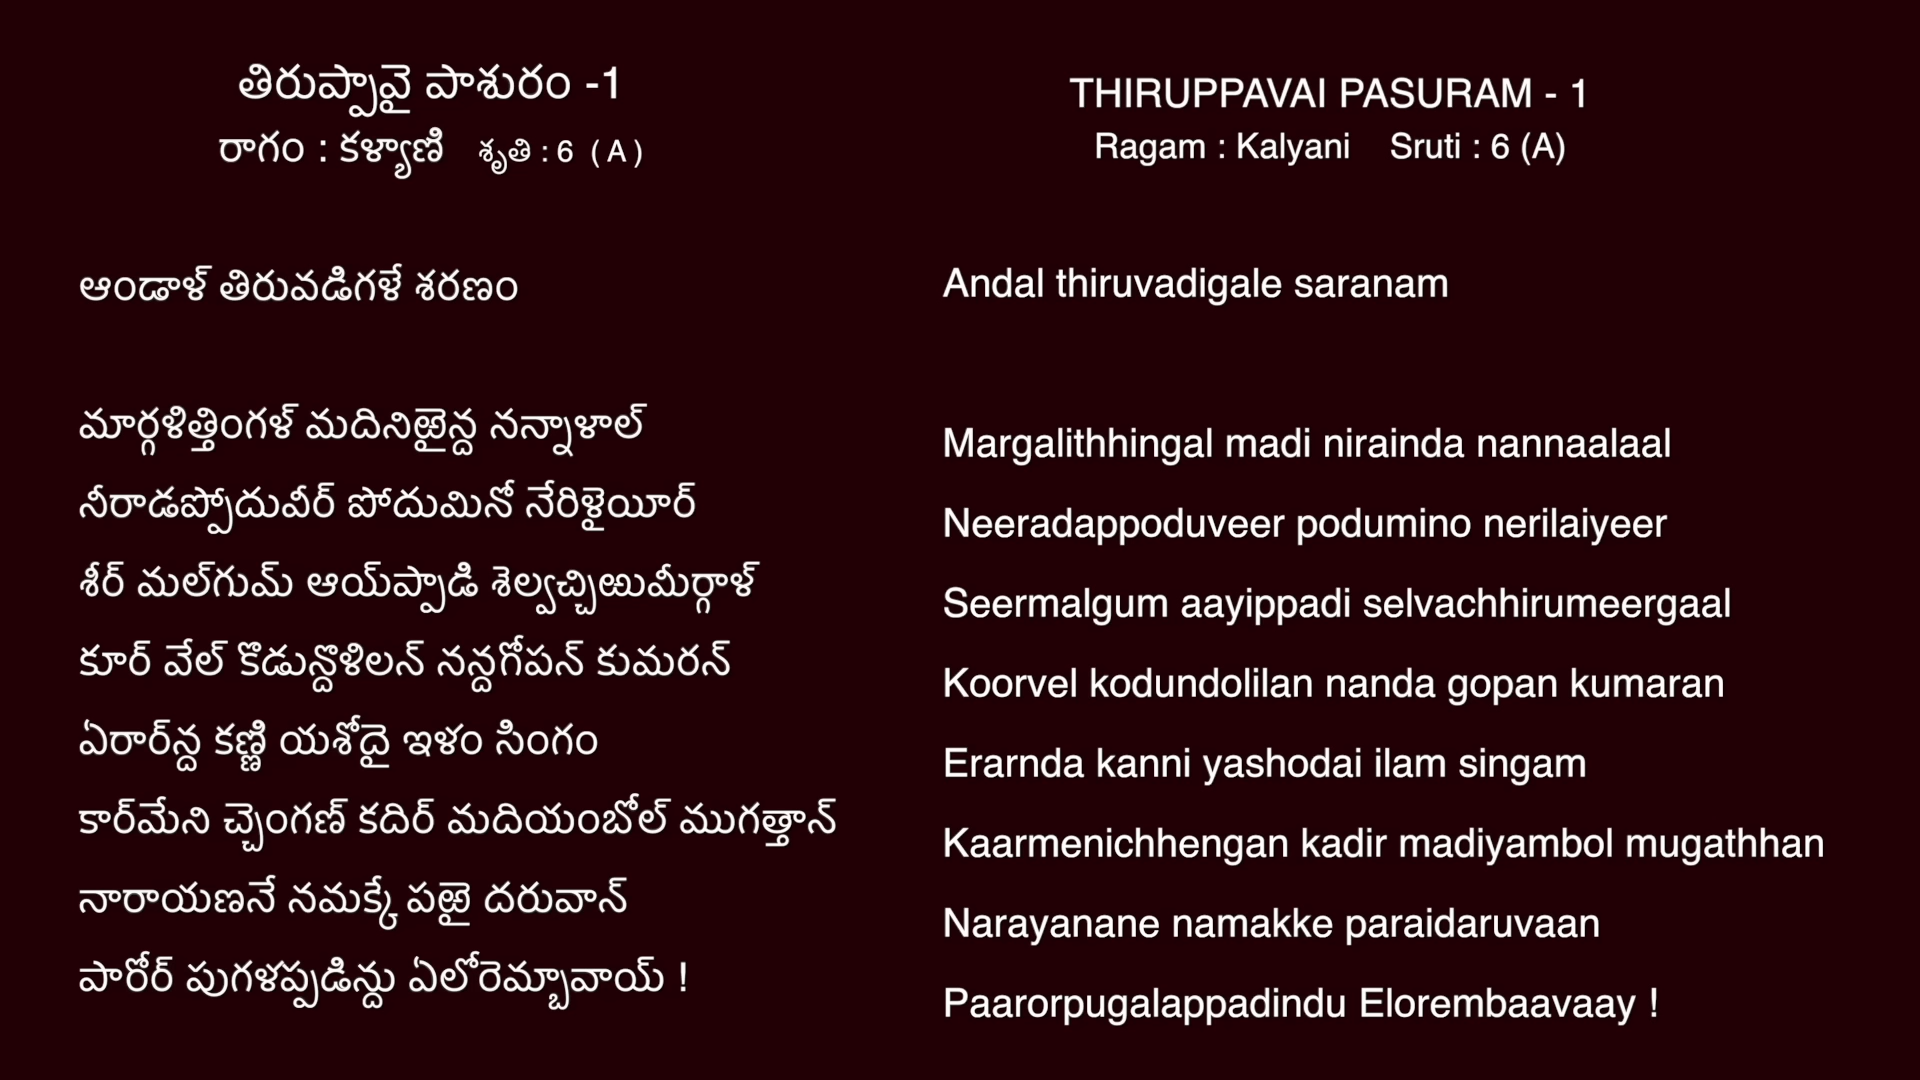 తిరుప్పావై పాశురం -1
రాగం : కళ్యాణి శృతి : 6 ( A )
ఆండాళ్ తిరువడిగళే శరణం
మార్గళిత్తింగళ్ మదినిఱైన్ద నన్నాళాల్
నీరాడప్పోదువీర్ పోదుమినో నేరిళైయీర్
శీర్ మల్‌గుమ్ ఆయ్‌ప్పాడి శెల్వచ్చిఱుమీర్గాళ్
కూర్ వేల్ కొడున్దొళిలన్ నన్దగోపన్ కుమరన్
ఏరార్‌న్ద కణ్ణి యశోదై ఇళం సింగం
కార్‌మేని చ్చెంగణ్ కదిర్ మదియంబోల్ ముగత్తాన్
నారాయణనే నమక్కే పఱై దరువాన్
పారోర్ పుగళప్పడిన్దు ఏలోరెమ్బావాయ్ !
THIRUPPAVAI PASURAM - 1
Ragam : Kalyani Sruti : 6 (A)
Andal thiruvadigale saranam
Margalithhingal madi nirainda nannaalaal
Neeradappoduveer podumino nerilaiyeer
Seermalgum aayippadi selvachhirumeergaal
Koorvel kodundolilan nanda gopan kumaran
Erarnda kanni yashodai ilam singam
Kaarmenichhengan kadir madiyambol mugathhan
Narayanane namakke paraidaruvaan
Paarorpugalappadindu Elorembaavaay !